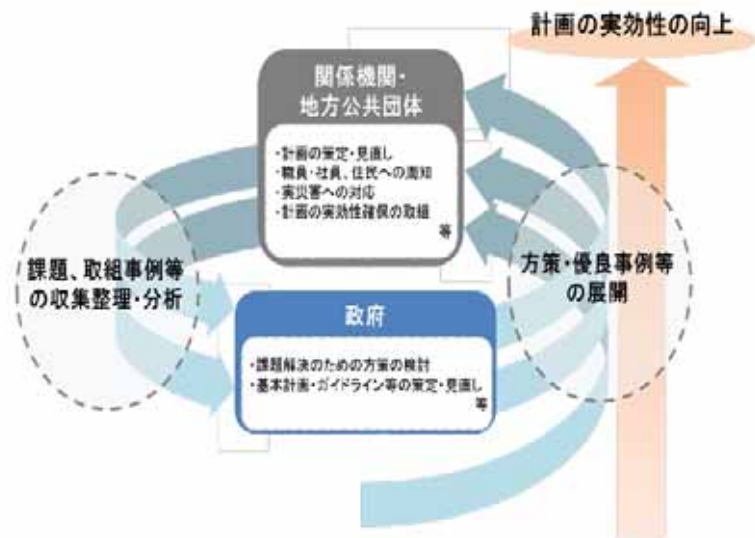 計画の実効性の向上
関係機関・
地方公共団体
・計画の策定・見直し
・職員・社員、住民への周知
・実災害への対応
・計画の実効性確保の取組
等
課題、取組事例等
の収集整理・分析
方策・優良事例等
の展開
政府
・課題解決のための方策の検討
・基本計画・ガイドライン等の策定・見直し
等